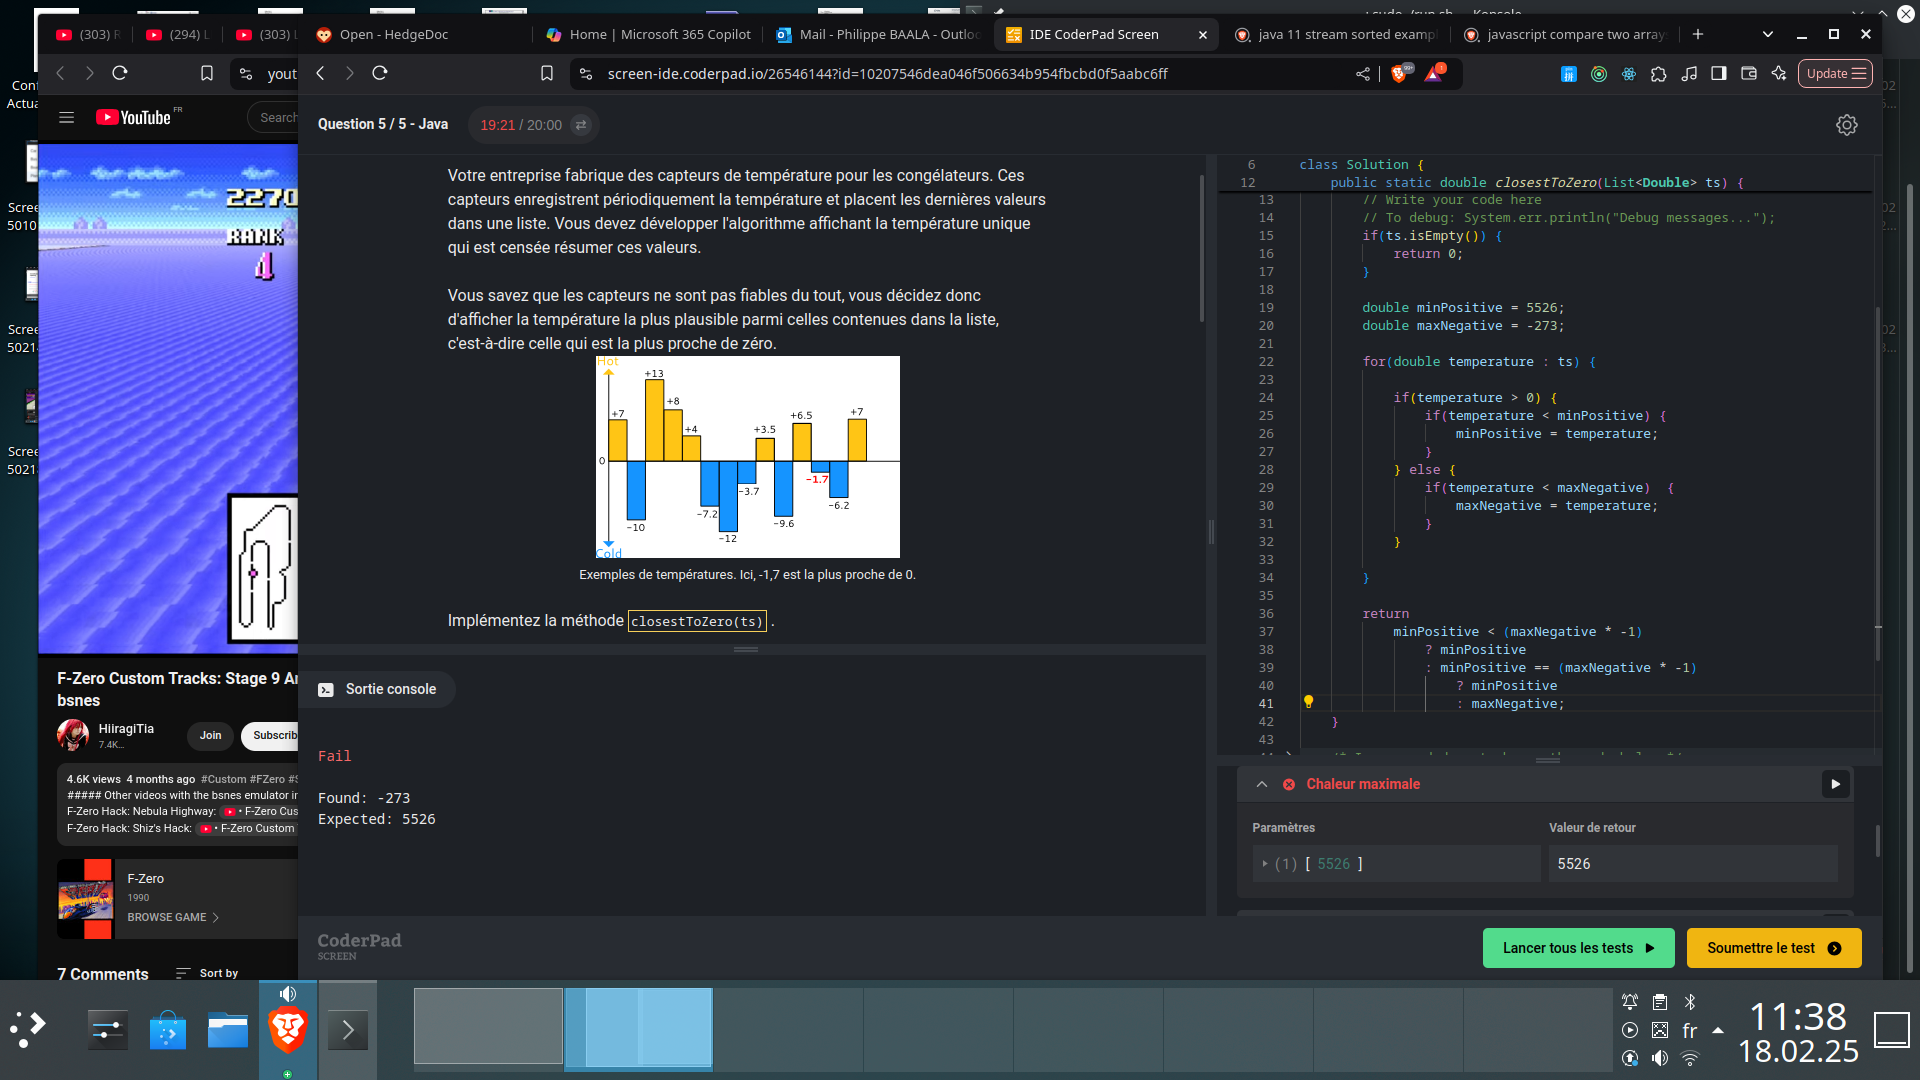 (303) R
(294) L
(303) L
Open - HedgeDoc
Home | Microsoft 365 Copilot
Mail - Philippe BAALA - Outlo
IDE CoderPad Screen
java 11 stream sorted exampl
javascript compare two array
yout
screen-ide.coderpad.io/26546144?id=10207546dea046f506634b954fbcbd0f5aabc6ff
Update
Conf
Actua
Scree
5010
Scree
5021
Scree
5021
YouTube FR
Search
2270
RANK
4
F-Zero Custom Tracks: Stage 9 A
bsnes
HiiragiTia
7.4K...
Join
Subscrib
4.6K views 4 months ago #Custom #FZero #S
##### Other videos with the bsnes emulator in
F-Zero Hack: Nebula Highway: • F-Zero Cus
F-Zero Hack: Shiz's Hack: • F-Zero Custom
F-Zero
1990
BROWSE GAME
7 Comments
Sort by
Question 5 / 5 - Java
19:21 / 20:00
Votre entreprise fabrique des capteurs de température pour les congélateurs. Ces
capteurs enregistrent périodiquement la température et placent les dernières valeurs
dans une liste. Vous devez développer l'algorithme affichant la température unique
qui est censée résumer ces valeurs.
Vous savez que les capteurs ne sont pas fiables du tout, vous décidez donc
d'afficher la température la plus plausible parmi celles contenues dans la liste,
c'est-à-dire celle qui est la plus proche de zéro.
Hot
+13
+8
+7
+4
+3.5
+6.5
+7
0
-10
-7.2
-12
-3.7
-9.6
-1.7
-6.2
Cold
Exemples de températures. Ici, -1,7 est la plus proche de 0.
Implémentez la méthode closestToZero(ts) .
Sortie console
Fail
Found: -273
Expected: 5526
6 class Solution {
12 public static double closestToZero(List<Double> ts) {
13 // Write your code here
14 // To debug: System.err.println("Debug messages...");
15 if(ts.isEmpty()) {
16 return 0;
17 }
18
19 double minPositive = 5526;
20 double maxNegative = -273;
21
22 for(double temperature : ts) {
23
24 if(temperature > 0) {
25 if(temperature < minPositive) {
26 minPositive = temperature;
27 }
28 } else {
29 if(temperature < maxNegative) {
30 maxNegative = temperature;
31 }
32 }
33
34 }
35
36 return
37 minPositive < (maxNegative * -1)
38 ? minPositive
39 : minPositive == (maxNegative * -1)
40 ? minPositive
41 : maxNegative;
42 }
43
Chaleur maximale
Paramètres
Valeur de retour
(1) [ 5526 ]
5526
CoderPad
SCREEN
Lancer tous les tests
Soumettre le test
fr
11:38
18.02.25